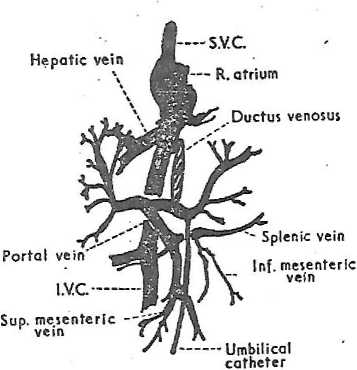 S.V.C.
Hepatic vein
R. atrium
Ductus venosus
Splenic vein
Portal vein
Inf. mesenteric
vein
I.V.C.
Sup. mesenteric
vein
Umbilical
catheter